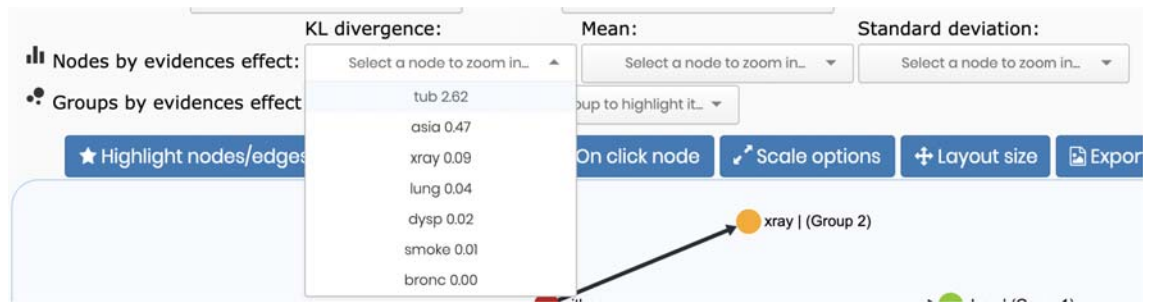 KL divergence: Mean: Standard deviation:
Nodes by evidences effect: Select a node to zoom in... Select a node to zoom in... Select a node to zoom in...
tub 2.62
Groups by evidences effect to highlight it...
asia 0.47
Highlight nodes/edges On click node Scale options Layout size
xray 0.09
lung 0.04
dysp 0.02
xray | (Group 2)
smoke 0.01
bronc 0.00